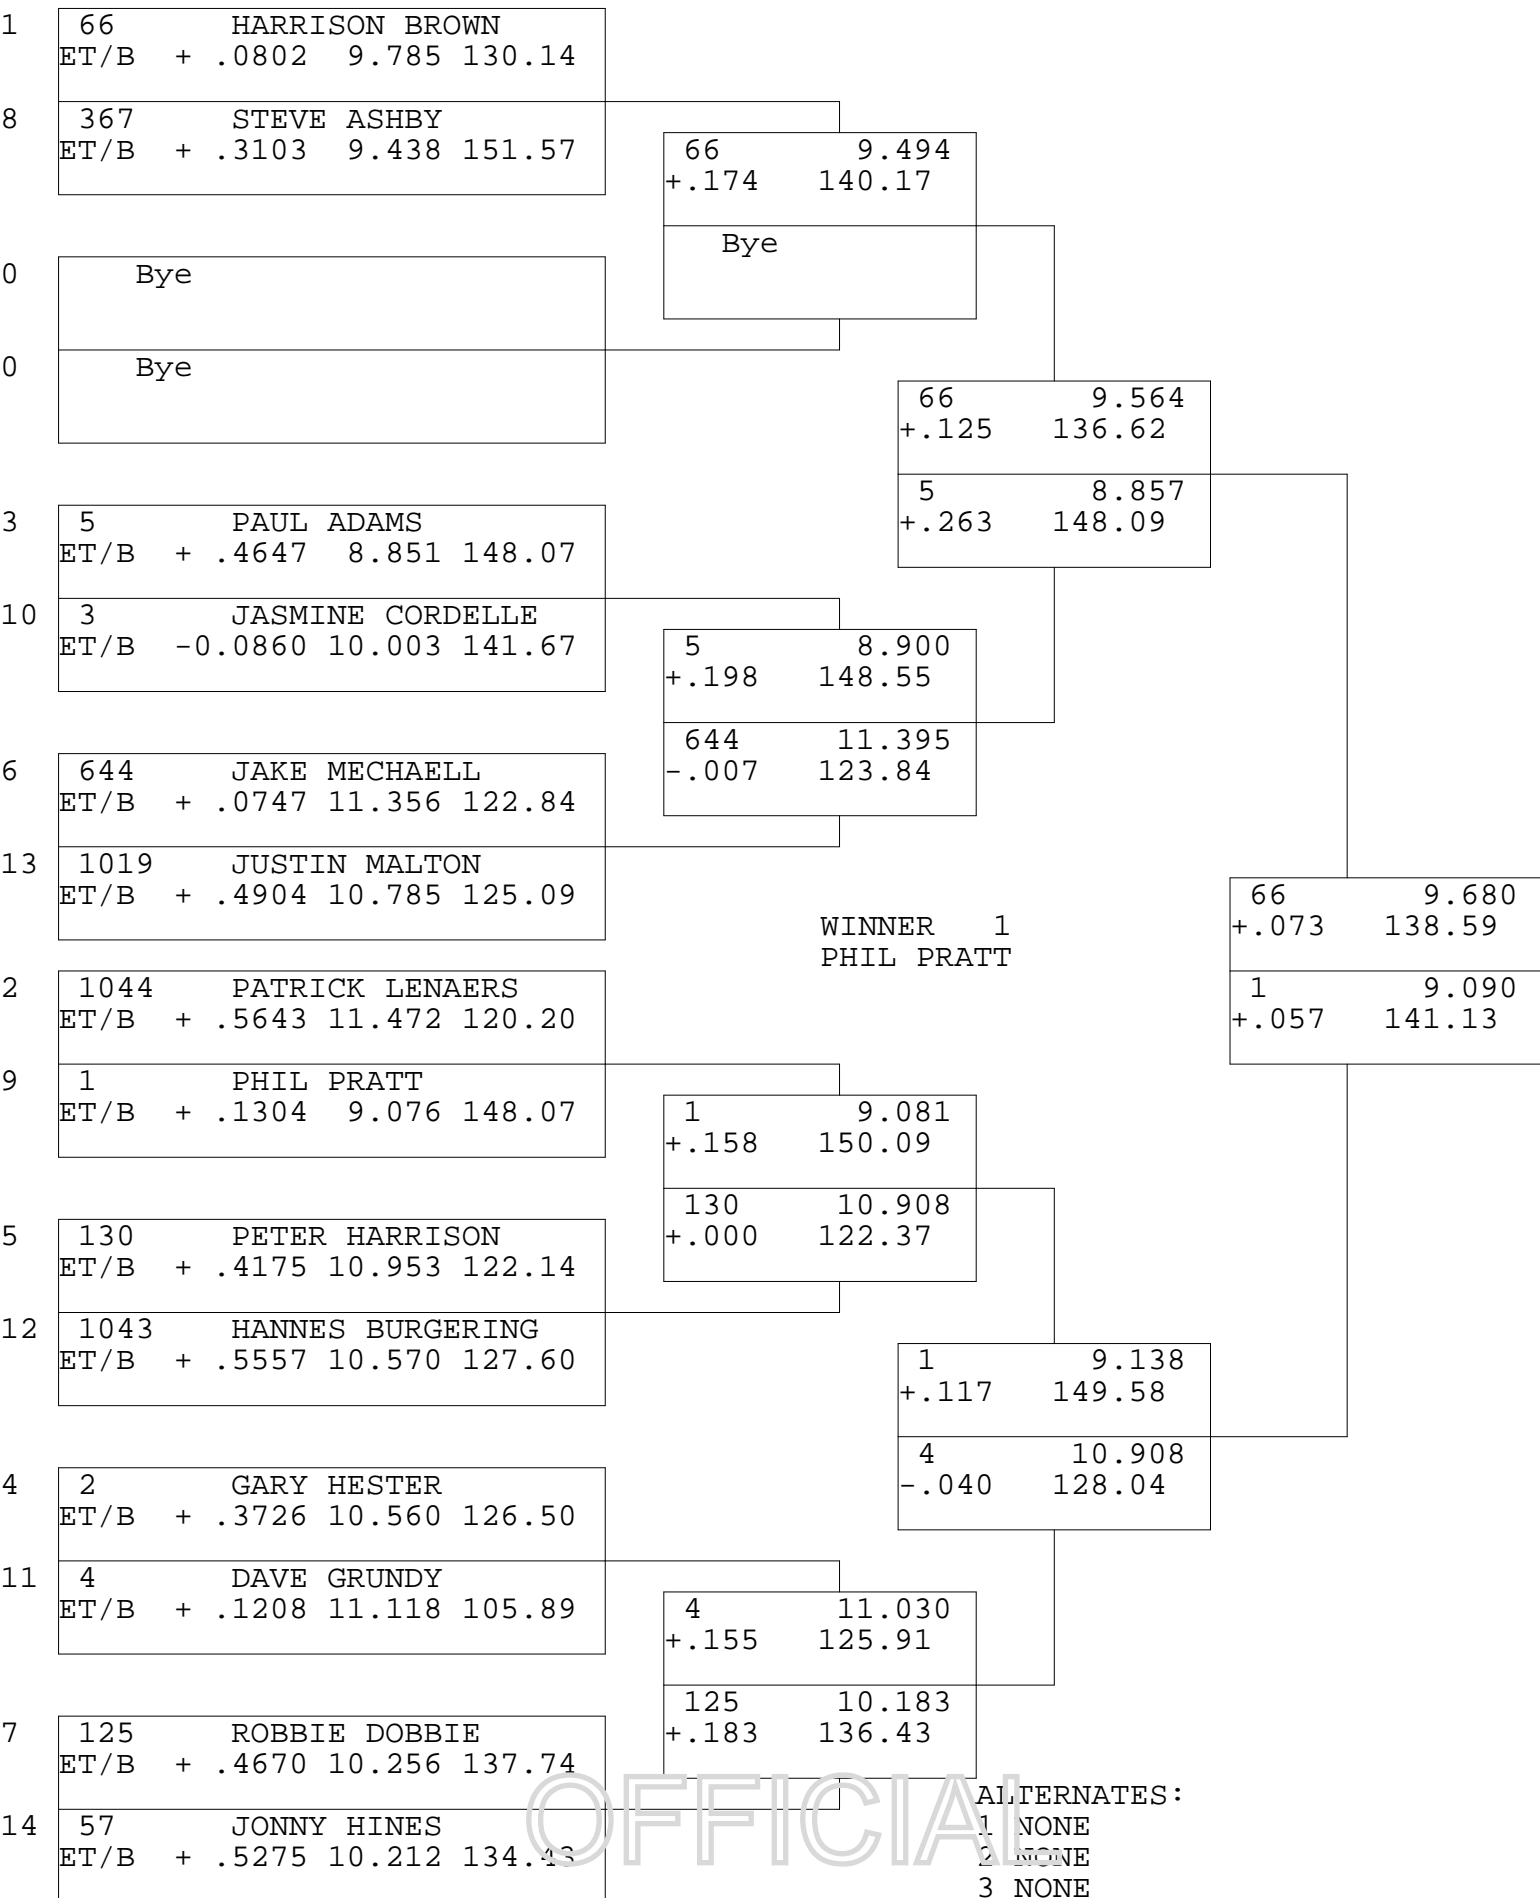 1 66 HARRISON BROWN
ET/B + .0802 9.785 130.14
8 367 STEVE ASHBY
ET/B + .3103 9.438 151.57
66 9.494
+.174 140.17
Bye
0 Bye
0 Bye
66 9.564
+.125 136.62
5 8.857
+.263 148.09
3 5 PAUL ADAMS
ET/B + .4647 8.851 148.07
10 3 JASMINE CORDELLE
ET/B -0.0860 10.003 141.67
5 8.900
+.198 148.55
644 11.395
-.007 123.84
6 644 JAKE MECHAELL
ET/B + .0747 11.356 122.84
13 1019 JUSTIN MALTON
ET/B + .4904 10.785 125.09
WINNER 1
PHIL PRATT
66 9.680
+.073 138.59
1 9.090
+.057 141.13
2 1044 PATRICK LENAERS
ET/B + .5643 11.472 120.20
9 1 PHIL PRATT
ET/B + .1304 9.076 148.07
1 9.081
+.158 150.09
130 10.908
+.000 122.37
5 130 PETER HARRISON
ET/B + .4175 10.953 122.14
12 1043 HANNES BURGERING
ET/B + .5557 10.570 127.60
1 9.138
+.117 149.58
4 10.908
-.040 128.04
4 2 GARY HESTER
ET/B + .3726 10.560 126.50
11 4 DAVE GRUNDY
ET/B + .1208 11.118 105.89
4 11.030
+.155 125.91
125 10.183
+.183 136.43
7 125 ROBBIE DOBBIE
ET/B + .4670 10.256 137.74
14 57 JONNY HINES
ET/B + .5275 10.212 134.43
OFFICIAL
ALTERNATES:
1 NONE
2 NONE
3 NONE